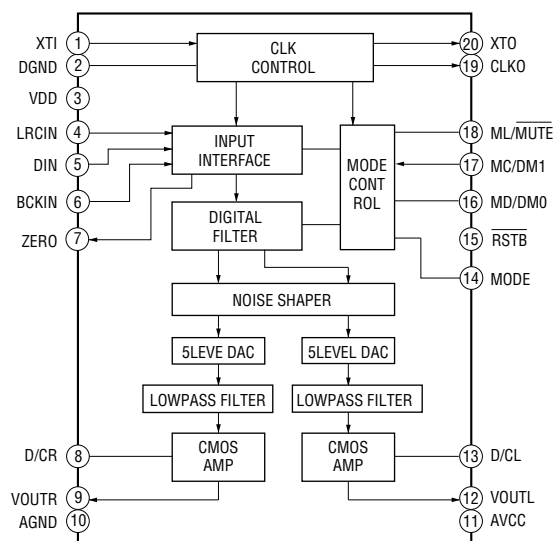 XTI 1
DGND 2
VDD 3
LRCIN 4
DIN 5
BCKIN 6
ZERO 7
D/CR 8
VOUTR 9
AGND 10
CLK
CONTROL
INPUT
INTERFACE
DIGITAL
FILTER
MODE
CONT
ROL
NOISE SHAPER
5LEVE DAC
5LEVEL DAC
LOWPASS FILTER
LOWPASS FILTER
CMOS
AMP
CMOS
AMP
20 XTO
19 CLKO
18 ML/MUTE
17 MC/DM1
16 MD/DM0
15 RSTB
14 MODE
13 D/CL
12 VOUTL
11 AVCC